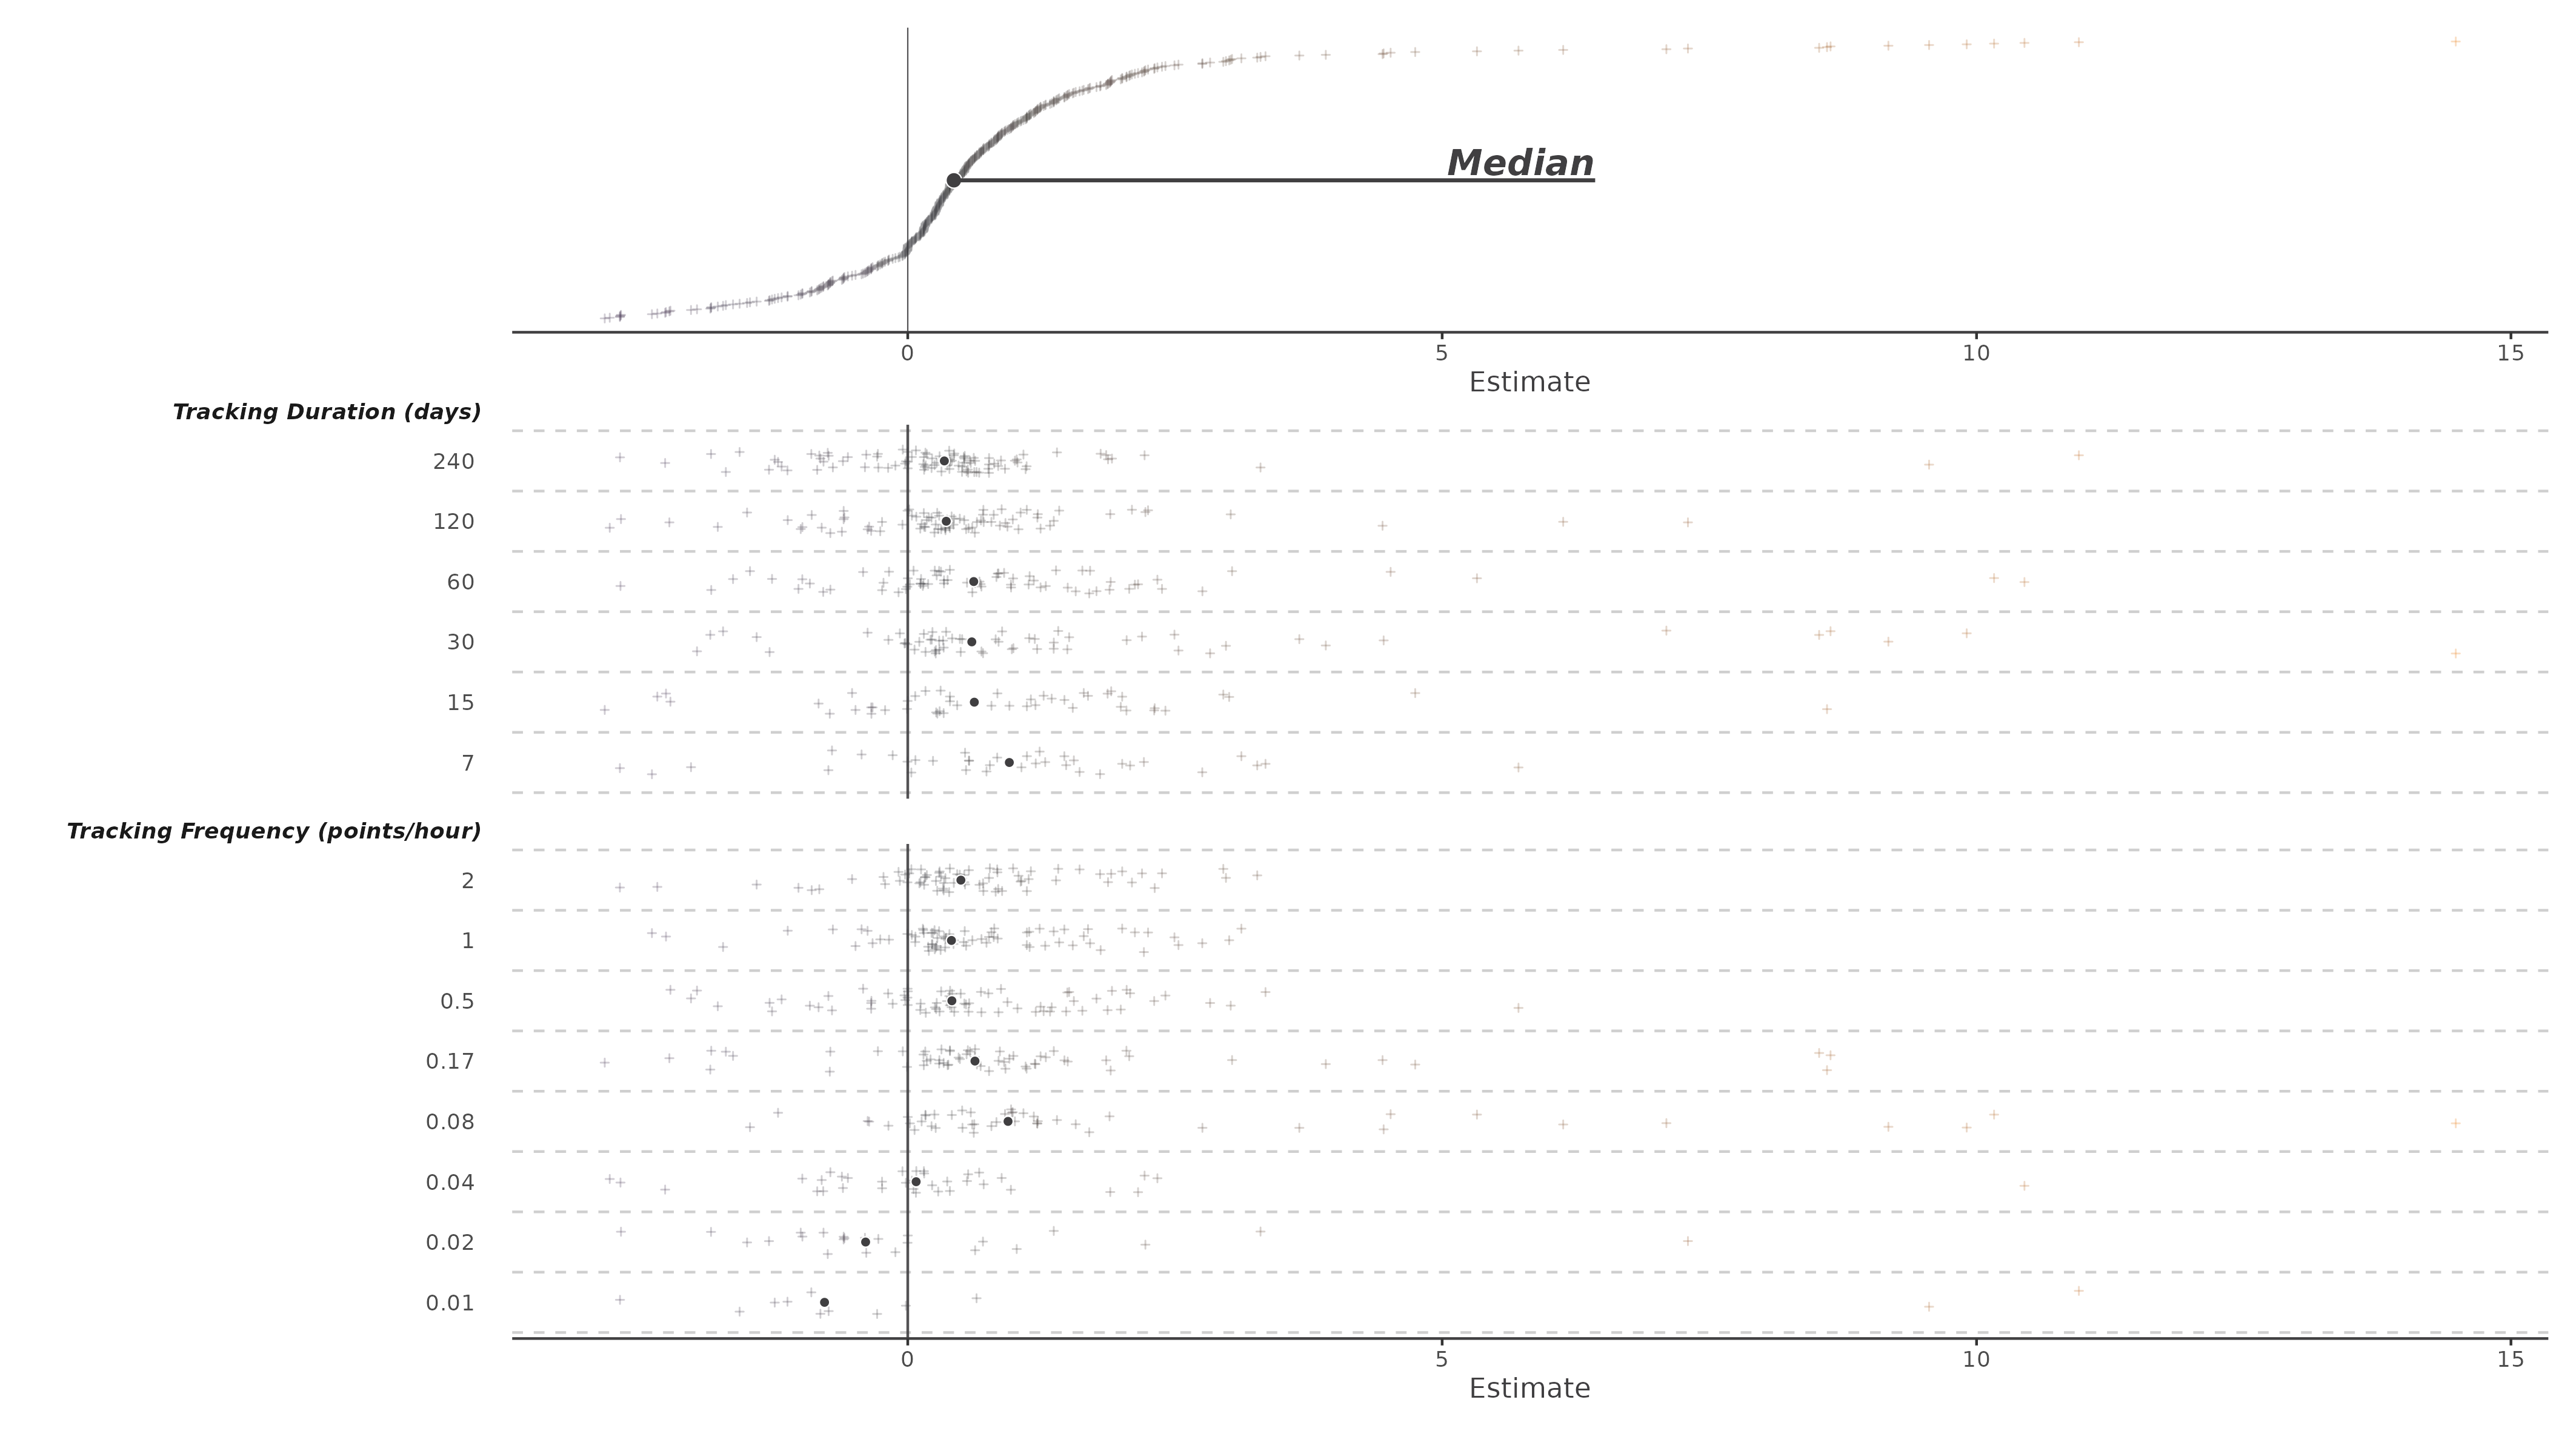 Median
0 5 10 15
Estimate
Tracking Duration (days)
240
120
60
30
15
7
Tracking Frequency (points/hour)
2
1
0.5
0.17
0.08
0.04
0.02
0.01
0 5 10 15
Estimate